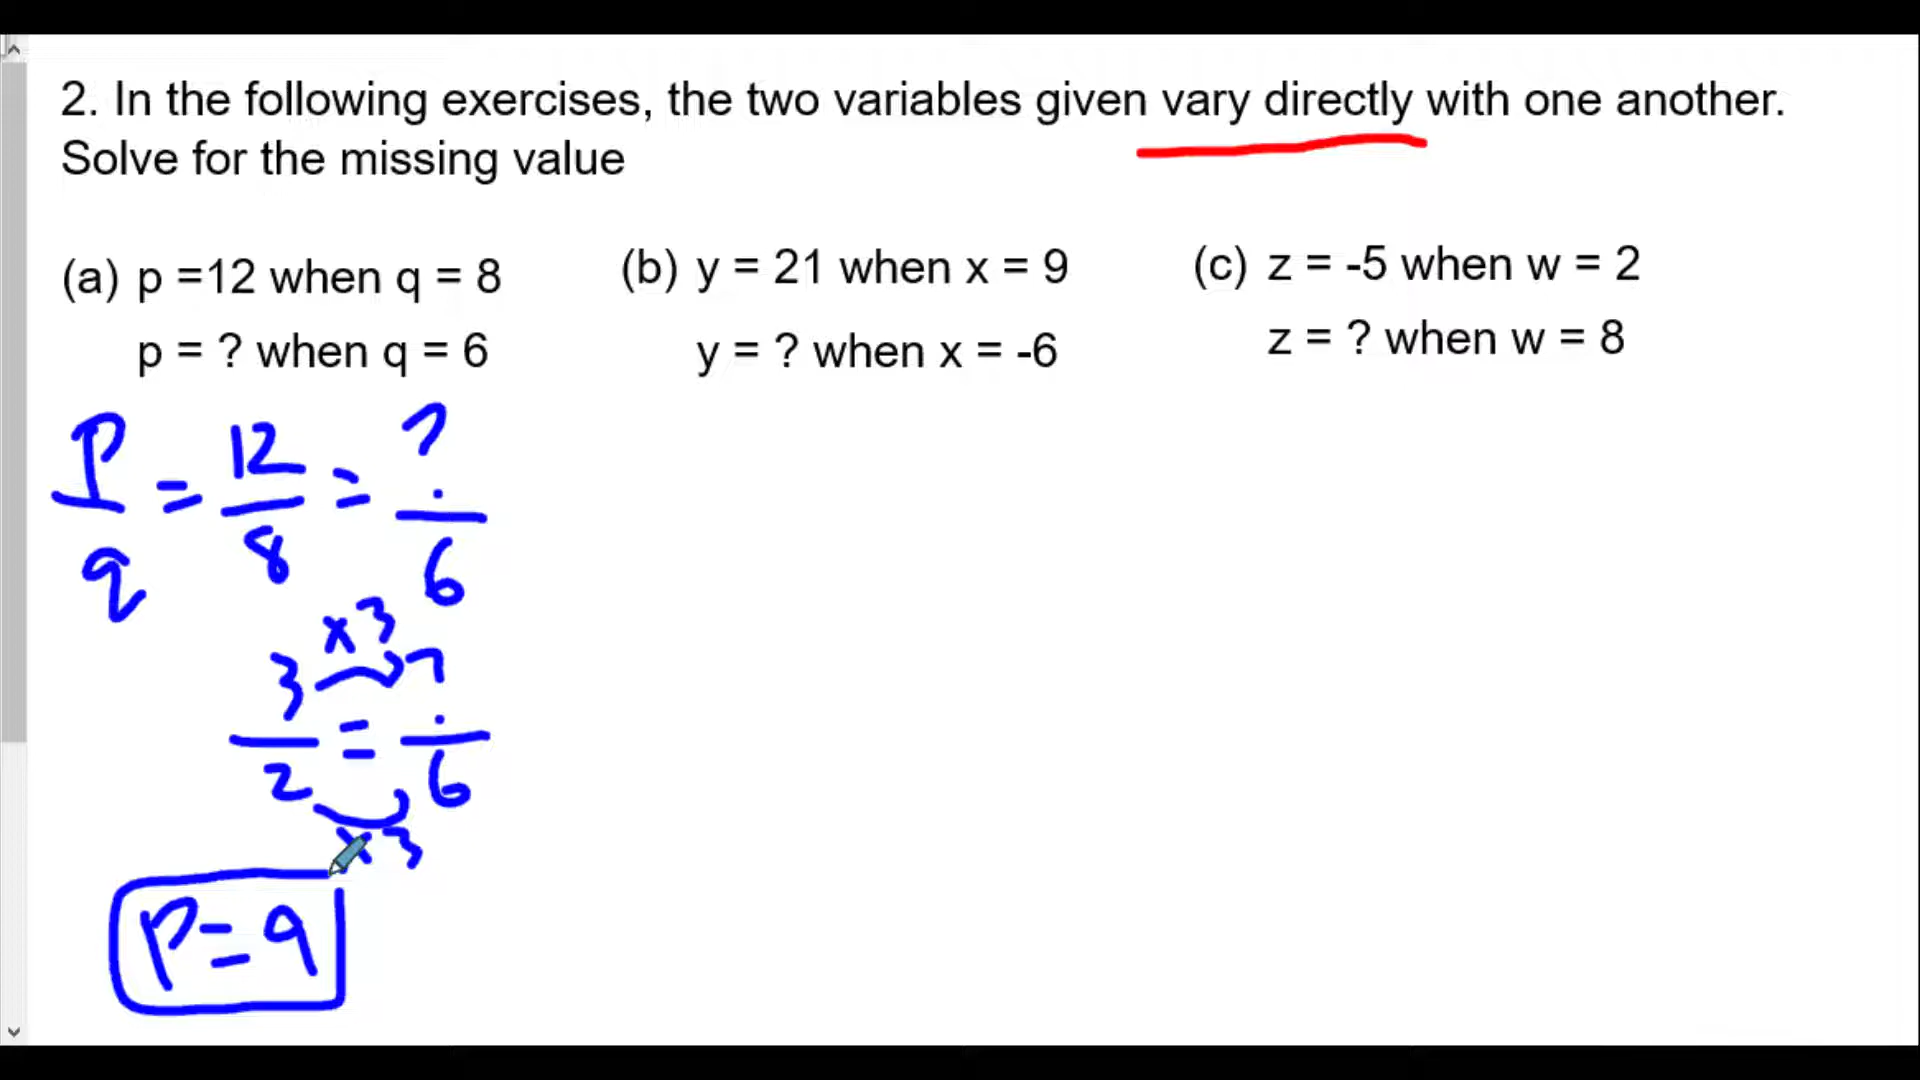 2. In the following exercises, the two variables given vary directly with one another.
Solve for the missing value
(a) p =12 when q = 8
p = ? when q = 6
(b) y = 21 when x = 9
y = ? when x = -6
(c) z = -5 when w = 2
z = ? when w = 8
P/q = 12/8 = ?/6
x3
3/2 = ?/6
x3
P = 9